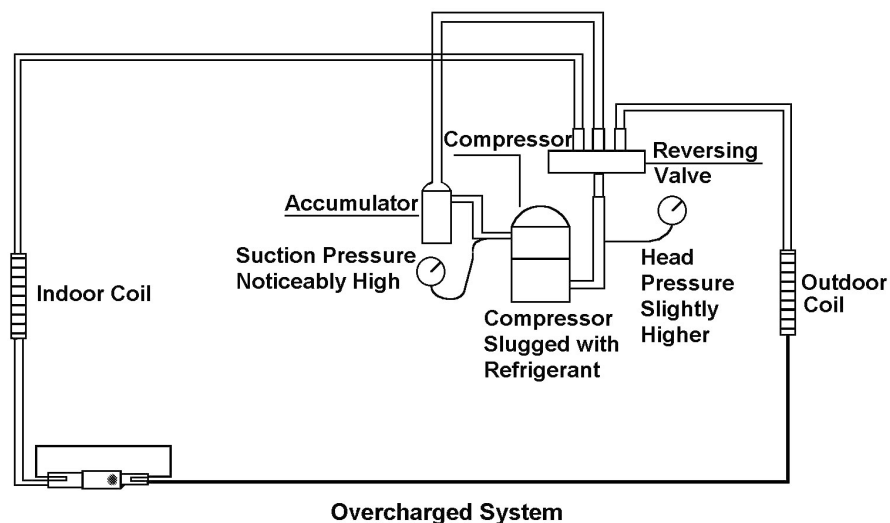 Compressor
Reversing
Valve
Accumulator
Suction Pressure
Noticeably High
Head
Pressure
Slightly
Higher
Indoor Coil
Outdoor
Coil
Compressor
Slugged with
Refrigerant
Overcharged System